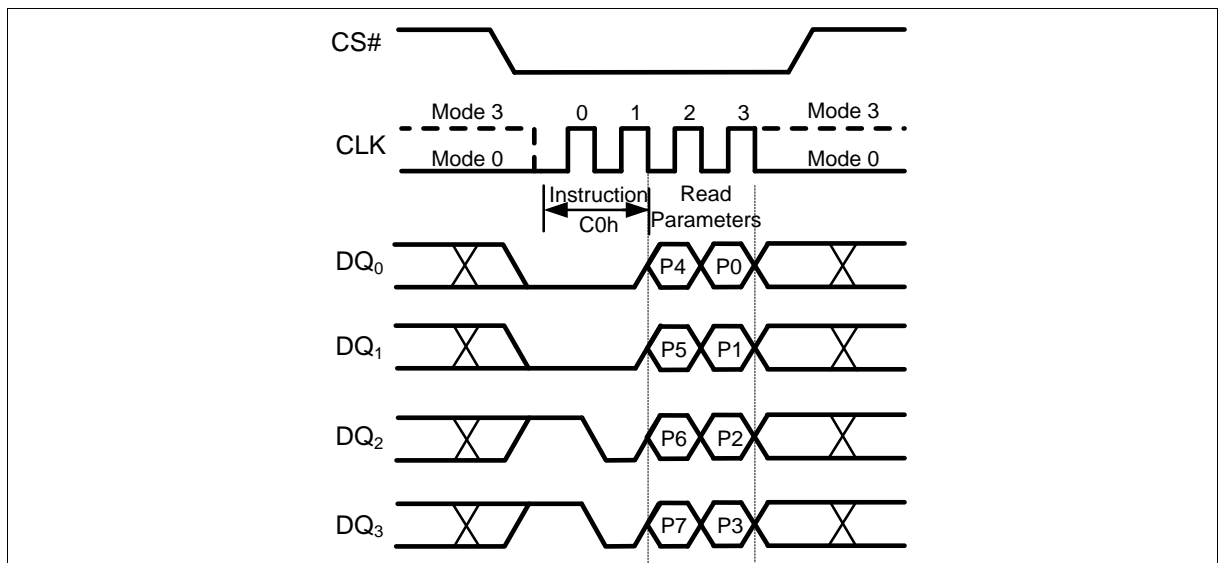 CS#
Mode 3 0 1 2 3 Mode 3
CLK
Mode 0 Mode 0
Instruction Read
C0h Parameters
DQ₀ P4 P0
DQ₁ P5 P1
DQ₂ P6 P2
DQ₃ P7 P3